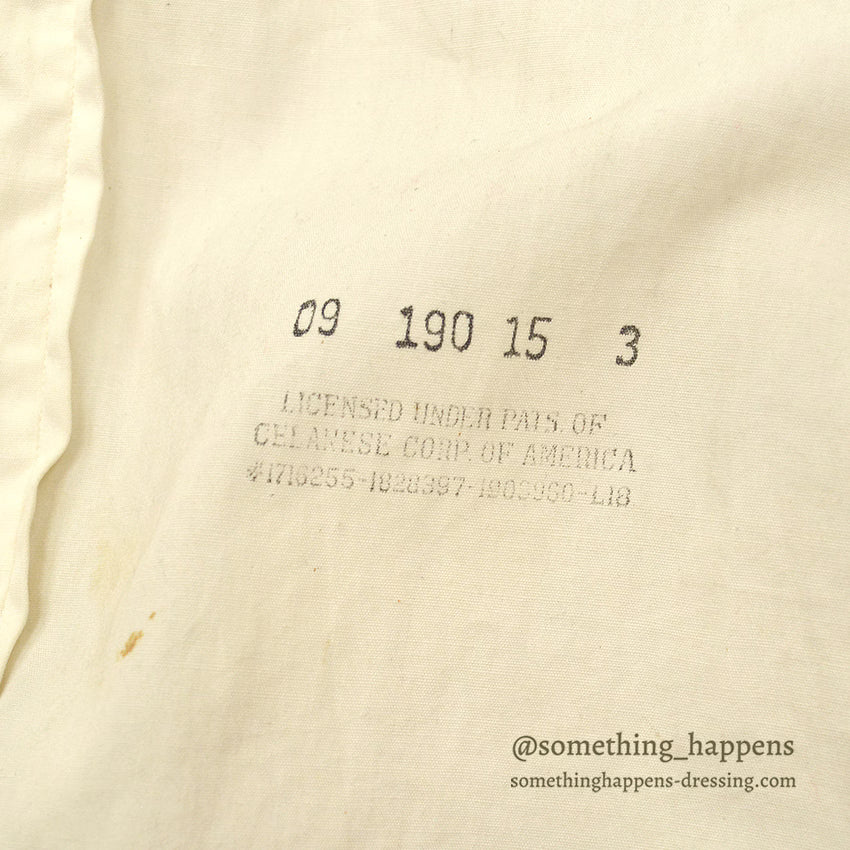 09 190 15 3
LICENSED UNDER PATS. OF
CELANESE CORP. OF AMERICA
#1716255-1828397-1903960-L18
@something_happens
somethinghappens-dressing.com